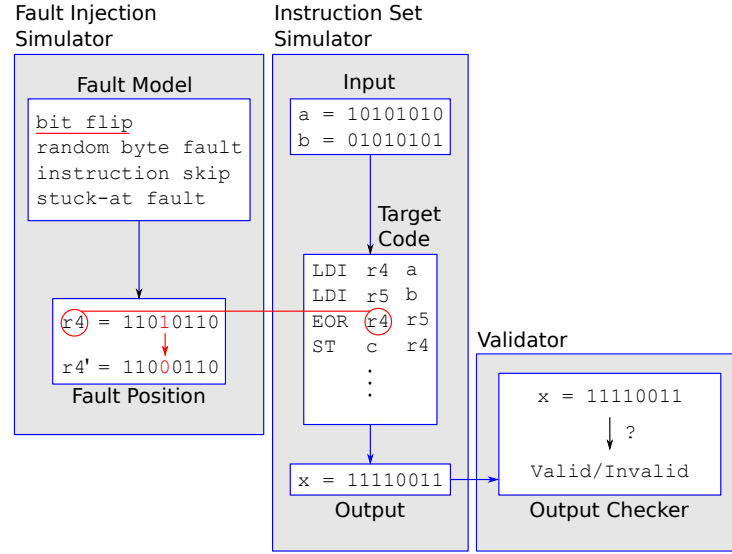 Fault Injection
Simulator
Fault Model
bit flip
random byte fault
instruction skip
stuck-at fault
r4 = 11010110
r4' = 11000110
Fault Position
Instruction Set
Simulator
Input
a = 10101010
b = 01010101
Target
Code
LDI r4 a
LDI r5 b
EOR r4 r5
ST c r4
.
.
.
x = 11110011
Output
Validator
x = 11110011
?
Valid/Invalid
Output Checker